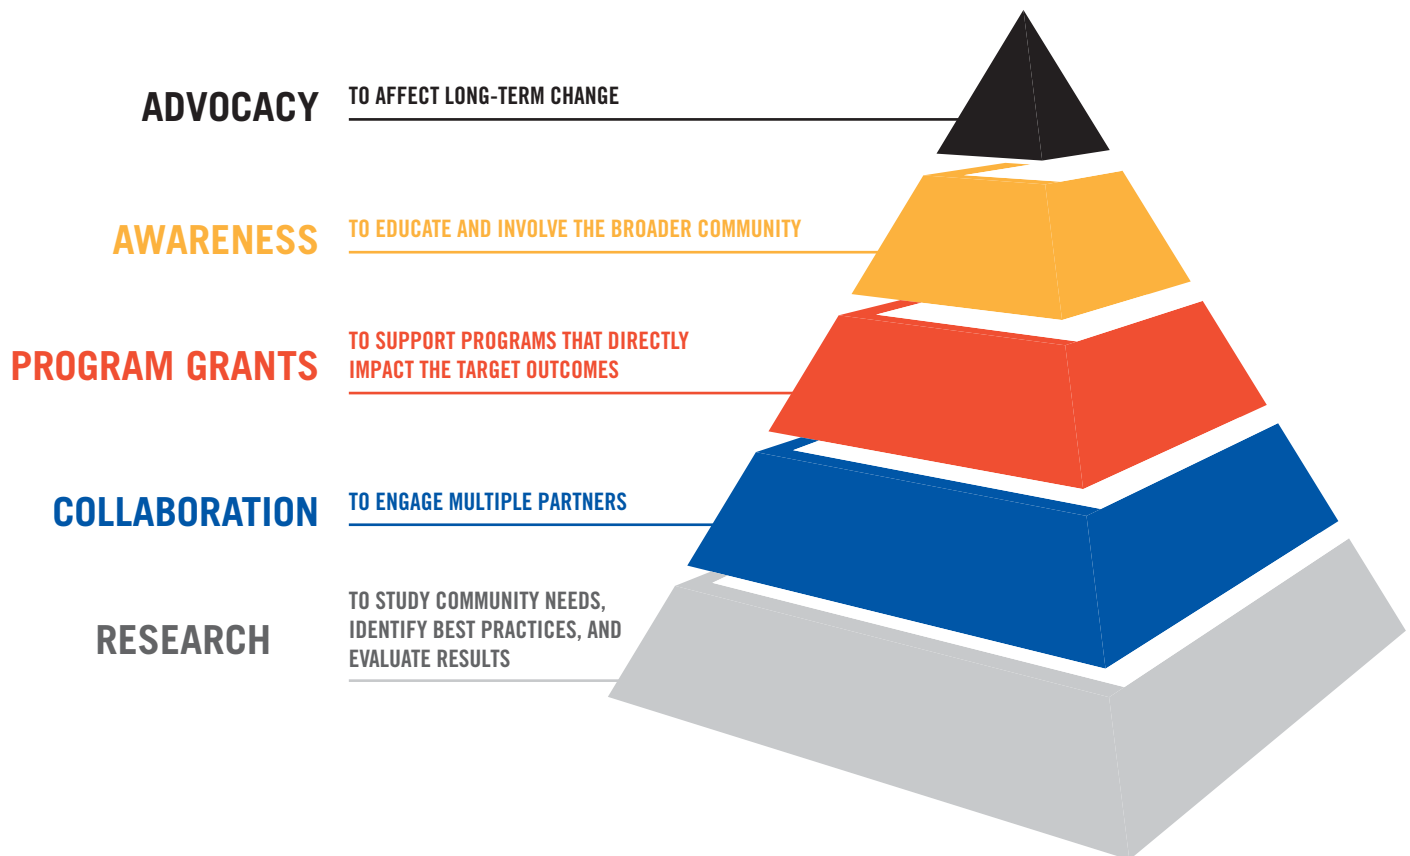 ADVOCACY
TO AFFECT LONG-TERM CHANGE
AWARENESS
TO EDUCATE AND INVOLVE THE BROADER COMMUNITY
PROGRAM GRANTS
TO SUPPORT PROGRAMS THAT DIRECTLY
IMPACT THE TARGET OUTCOMES
COLLABORATION
TO ENGAGE MULTIPLE PARTNERS
RESEARCH
TO STUDY COMMUNITY NEEDS,
IDENTIFY BEST PRACTICES, AND
EVALUATE RESULTS